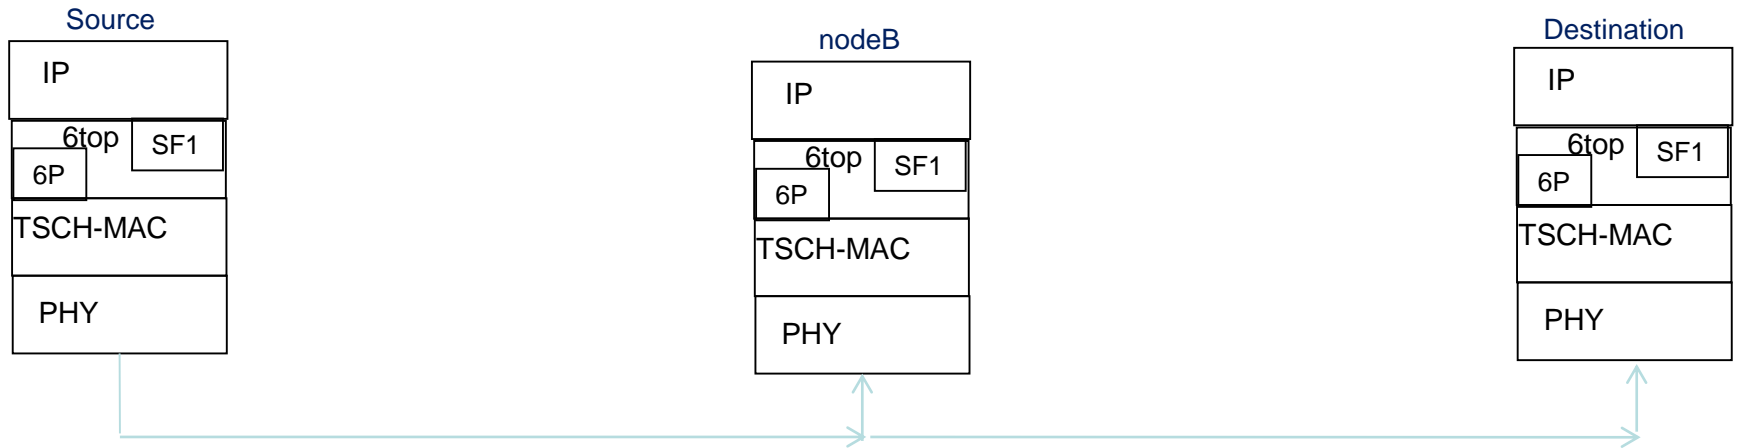 Source
IP
6top
SF1
6P
TSCH-MAC
PHY
nodeB
IP
6top
SF1
6P
TSCH-MAC
PHY
Destination
IP
6top
SF1
6P
TSCH-MAC
PHY